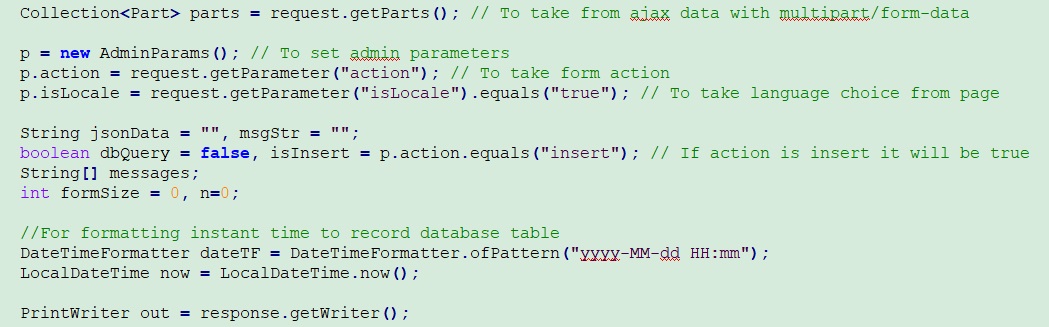 Collection<Part> parts = request.getParts(); // To take from ajax data with multipart/form-data
p = new AdminParams(); // To set admin parameters
p.action = request.getParameter("action"); // To take form action
p.isLocale = request.getParameter("isLocale").equals("true"); // To take language choice from page
String jsonData = "", msgStr = "";
boolean dbQuery = false, isInsert = p.action.equals("insert"); // If action is insert it will be true
String[] messages;
int formSize = 0, n=0;
//For formatting instant time to record database table
DateTimeFormatter dateTF = DateTimeFormatter.ofPattern("yyyy-MM-dd HH:mm");
LocalDateTime now = LocalDateTime.now();
PrintWriter out = response.getWriter();